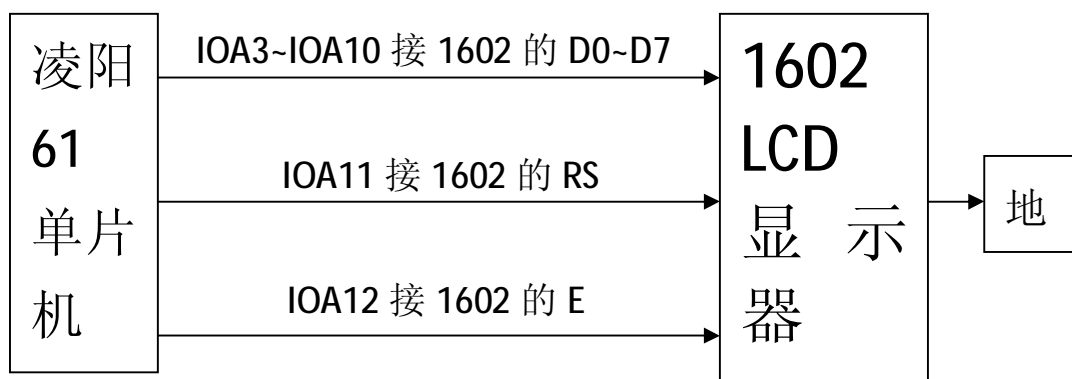 凌阳
61
单片
机
IOA3~IOA10 接 1602 的 D0~D7
IOA11 接 1602 的 RS
IOA12 接 1602 的 E
1602
LCD
显 示
器
地